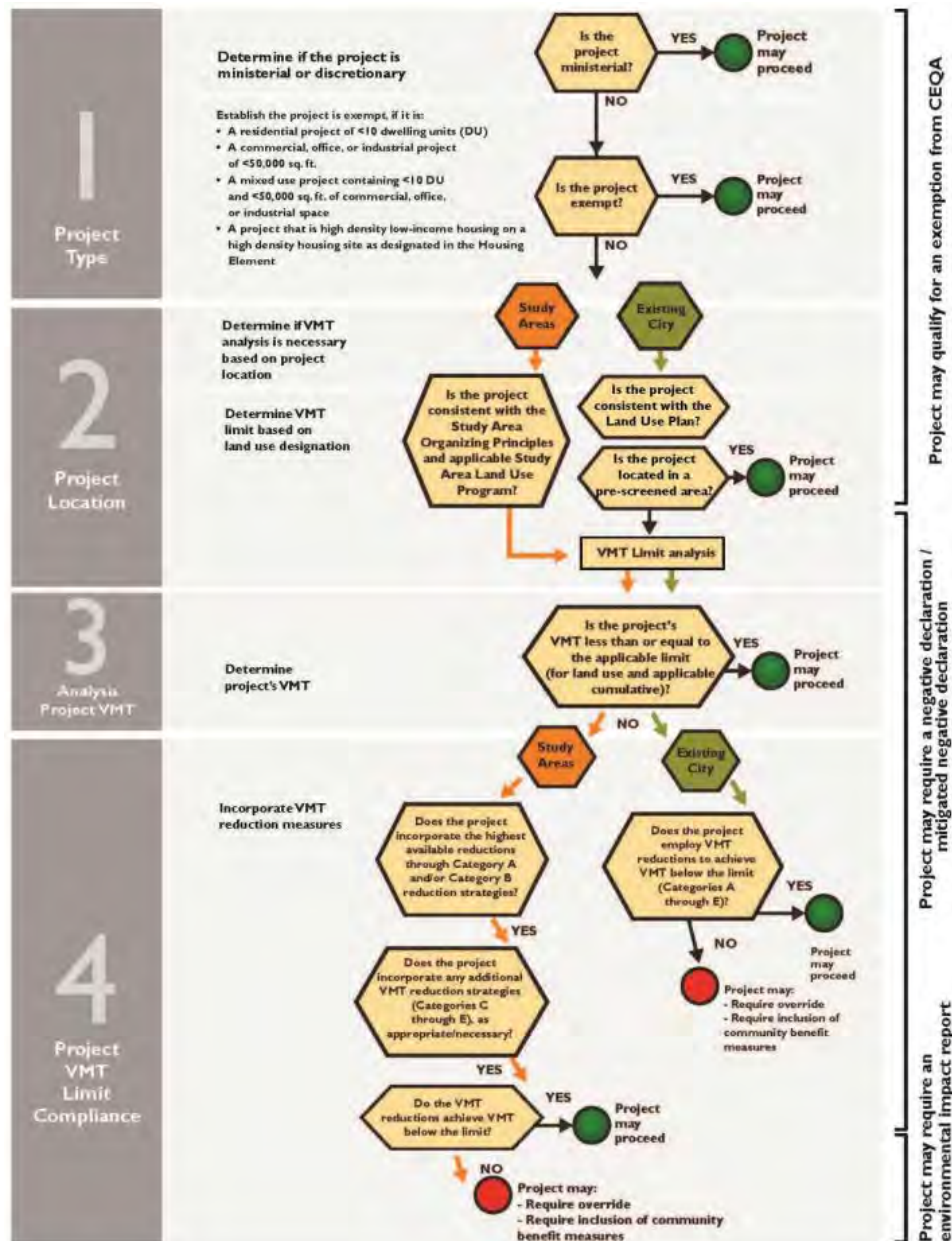 1
Project
Type
Determine if the project is
ministerial or discretionary
Establish the project is exempt, if it is:
• A residential project of <10 dwelling units (DU)
• A commercial, office, or industrial project
of <50,000 sq. ft.
• A mixed use project containing <10 DU
and <50,000 sq. ft. of commercial, office,
or industrial space
• A project that is high density low-income housing on a
high density housing site as designated in the Housing
Element
Is the
project
ministerial?
YES
Project
may
proceed
NO
Is the project
exempt?
YES
Project
may
proceed
NO
Study
Areas
Existing
City
2
Project
Location
Determine if VMT
analysis is necessary
based on project
location
Determine VMT
limit based on
land use designation
Is the project
consistent with the
Study Area
Organizing Principles
and applicable Study
Area Land Use
Program?
Is the project
consistent with the
Land Use Plan?
Is the project
located in a
pre-screened area?
YES
Project
may
proceed
VMT Limit analysis
3
Analysis
Project VMT
Determine
project's VMT
Is the project's
VMT less than or equal to
the applicable limit
(for land use and applicable
cumulative)?
YES
Project
may
proceed
NO
Study
Areas
Existing
City
4
Project
VMT
Limit
Compliance
Incorporate VMT
reduction measures
Does the project
incorporate the highest
available reductions
through Category A
and/or Category B
reduction strategies?
YES
Does the project
incorporate any additional
VMT reduction strategies
(Categories C
through E), as
appropriate/necessary?
YES
Do the VMT
reductions achieve VMT
below the limit?
YES
Project
may
proceed
NO
Project may:
- Require override
- Require inclusion of community
benefit measures
Does the project
employ VMT
reductions to achieve
VMT below the limit
(Categories A
through E)?
YES
Project
may
proceed
NO
Project may:
- Require override
- Require inclusion of
community benefit
measures
Project may qualify for an exemption from CEQA
Project may require a negative declaration /
mitigated negative declaration
Project may require an
environmental impact report